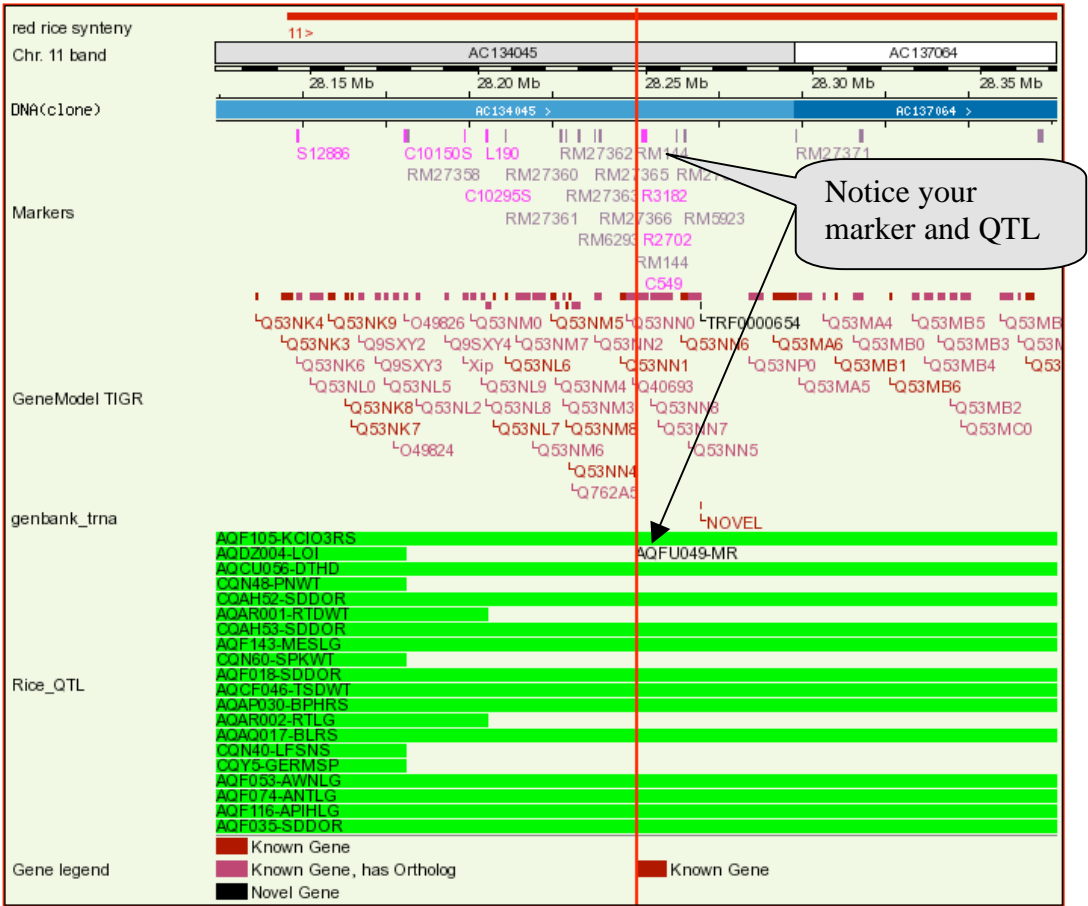 red rice synteny
11>
Chr. 11 band
AC134045
AC137064
28.15 Mb 28.20 Mb 28.25 Mb 28.30 Mb 28.35 Mb
DNA(clone)
AC134045 >
AC137064 >
Markers
S12886 C10150S L190 RM27362 RM144 RM27371
RM27358 RM27360 RM27365
C10295S RM27363 R3182
RM27361 RM27366 RM5923
RM6293 R2702
RM144
C549
Notice your
marker and QTL
GeneModel TIGR
Q53NK4 Q53NK9 O49826 Q53NM0 Q53NM5 Q53NN0 TRF0000654 Q53MA4 Q53MB5 Q53MB
Q53NK3 Q9SXY2 Q9SXY4 Q53NM7 Q53NN2 Q53NN6 Q53MA6 Q53MB0 Q53MB3 Q53M
Q53NK6 Q9SXY3 Xip Q53NL6 Q53NN1 Q53NP0 Q53MB1 Q53MB4 Q53
Q53NL0 Q53NL5 Q53NL9 Q53NM4 Q40693 Q53MA5 Q53MB6
Q53NK8 Q53NL2 Q53NL8 Q53NM3 Q53NN8 Q53MB2
Q53NK7 Q53NL7 Q53NM8 Q53NN7 Q53MC0
O49824 Q53NM6 Q53NN5
Q53NN4
Q762A5
genbank_trna
NOVEL
Rice_QTL
AQF105-KCIO3RS
AQDZ004-LOI AQFU049-MR
AQCU056-DTHD
CQN48-PNWT
CQAH52-SDDOR
AQAR001-RTDWT
CQAH53-SDDOR
AQF143-MESLG
CQN60-SPKWT
AQF018-SDDOR
AQCF046-TSDWT
AQAP030-BPHRS
AQAR002-RTLG
AQAQ017-BLRS
CQN40-LFSNS
CQY5-GERMSP
AQF053-AWNLG
AQF074-ANTLG
AQF116-APIHLG
AQF035-SDDOR
Gene legend
Known Gene
Known Gene, has Ortholog Known Gene
Novel Gene